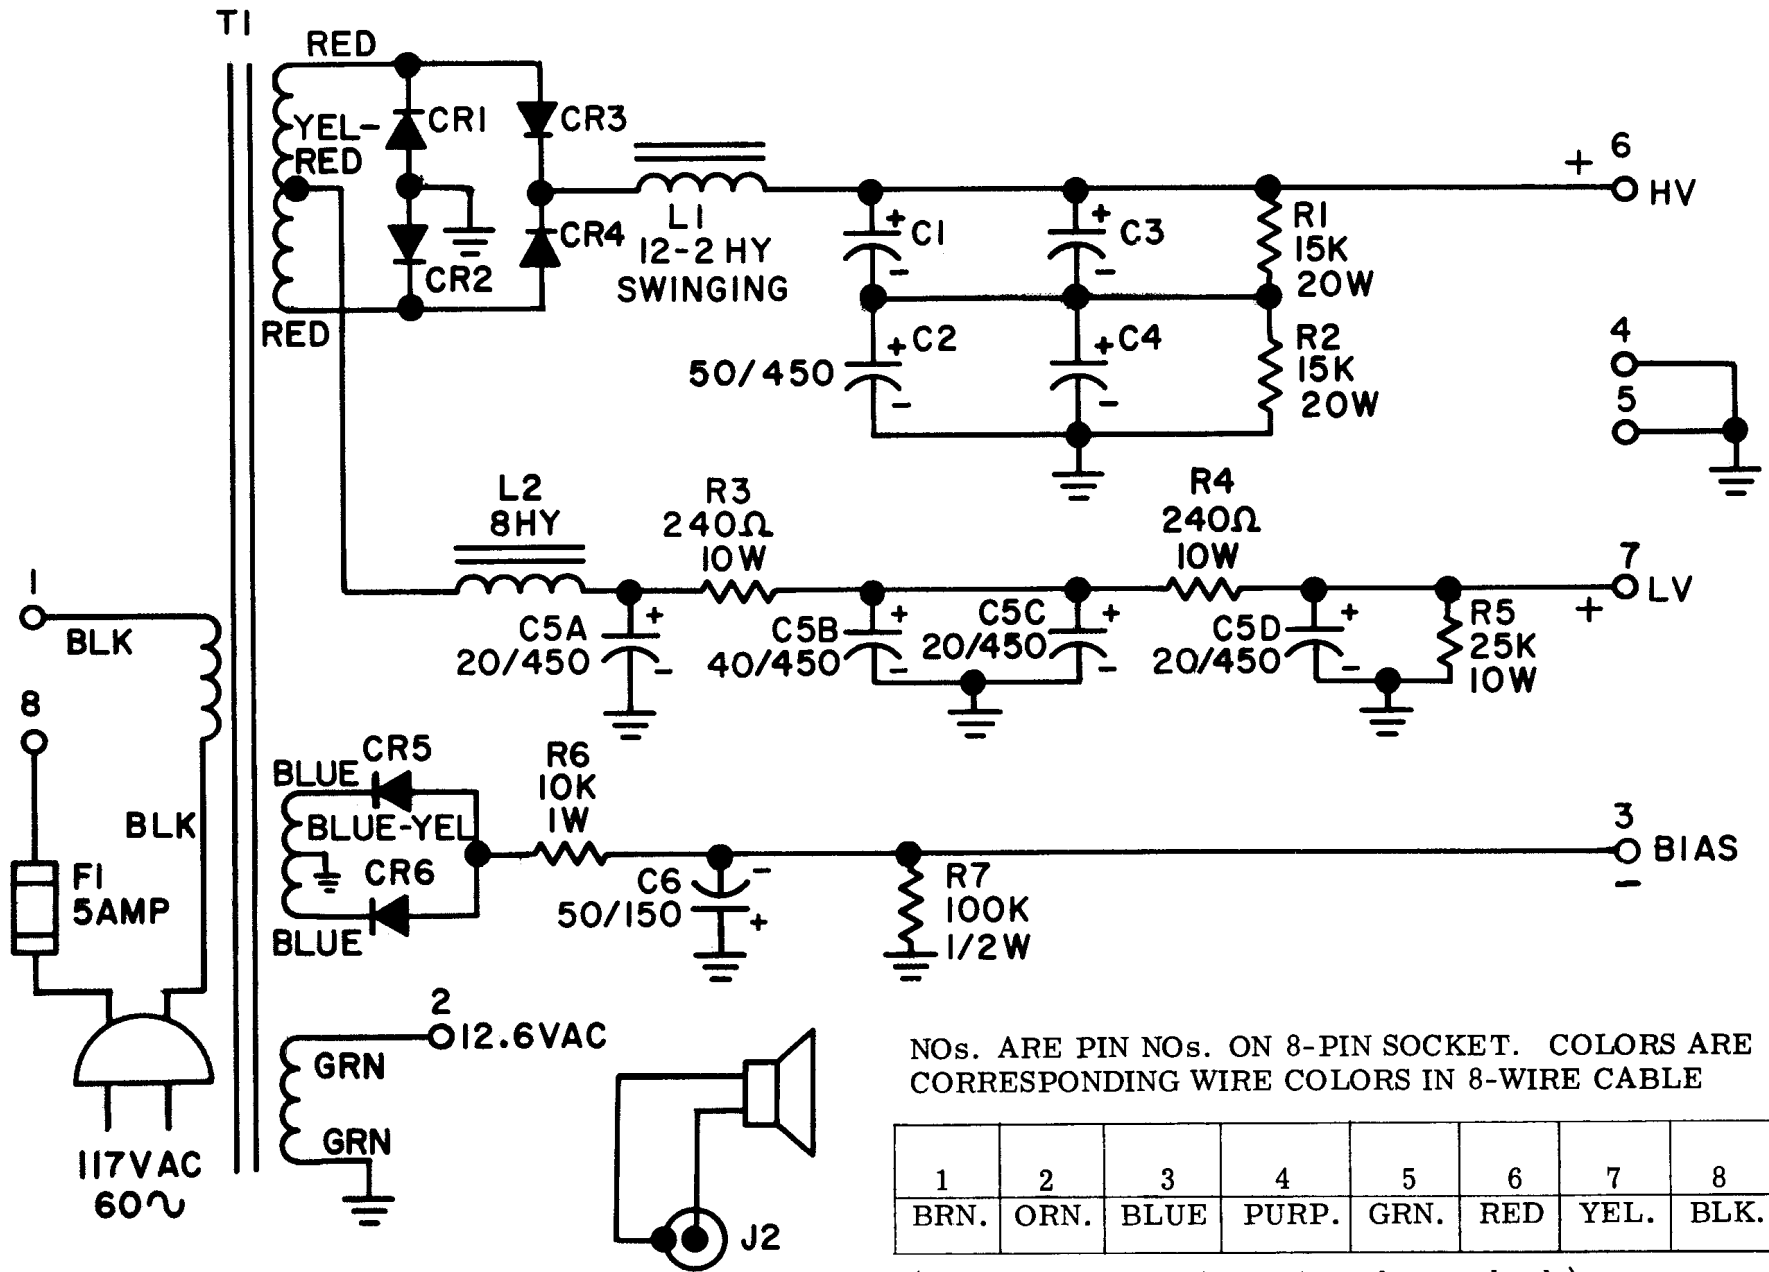 T1
RED
YEL-
RED
RED
CR1
CR2
CR3
CR4
L1
12-2 HY
SWINGING
+
C1
-
+
C2
50/450
-
+
C3
-
+
C4
-
R1
15K
20W
R2
15K
20W
+
6
HV
4
5
L2
8HY
R3
240Ω
10W
R4
240Ω
10W
C5A
20/450
+
-
C5B
40/450
+
-
C5C
20/450
+
-
C5D
20/450
+
-
R5
25K
10W
7
LV
+
1
BLK
8
BLK
F1
5AMP
117VAC
60~
BLUE
CR5
BLUE-YEL
CR6
BLUE
R6
10K
1W
C6
50/150
-
+
R7
100K
1/2W
3
BIAS
-
2
12.6VAC
GRN
GRN
J2
NOs. ARE PIN NOs. ON 8-PIN SOCKET. COLORS ARE
CORRESPONDING WIRE COLORS IN 8-WIRE CABLE
1 2 3 4 5 6 7 8
BRN. ORN. BLUE PURP. GRN. RED YEL. BLK.